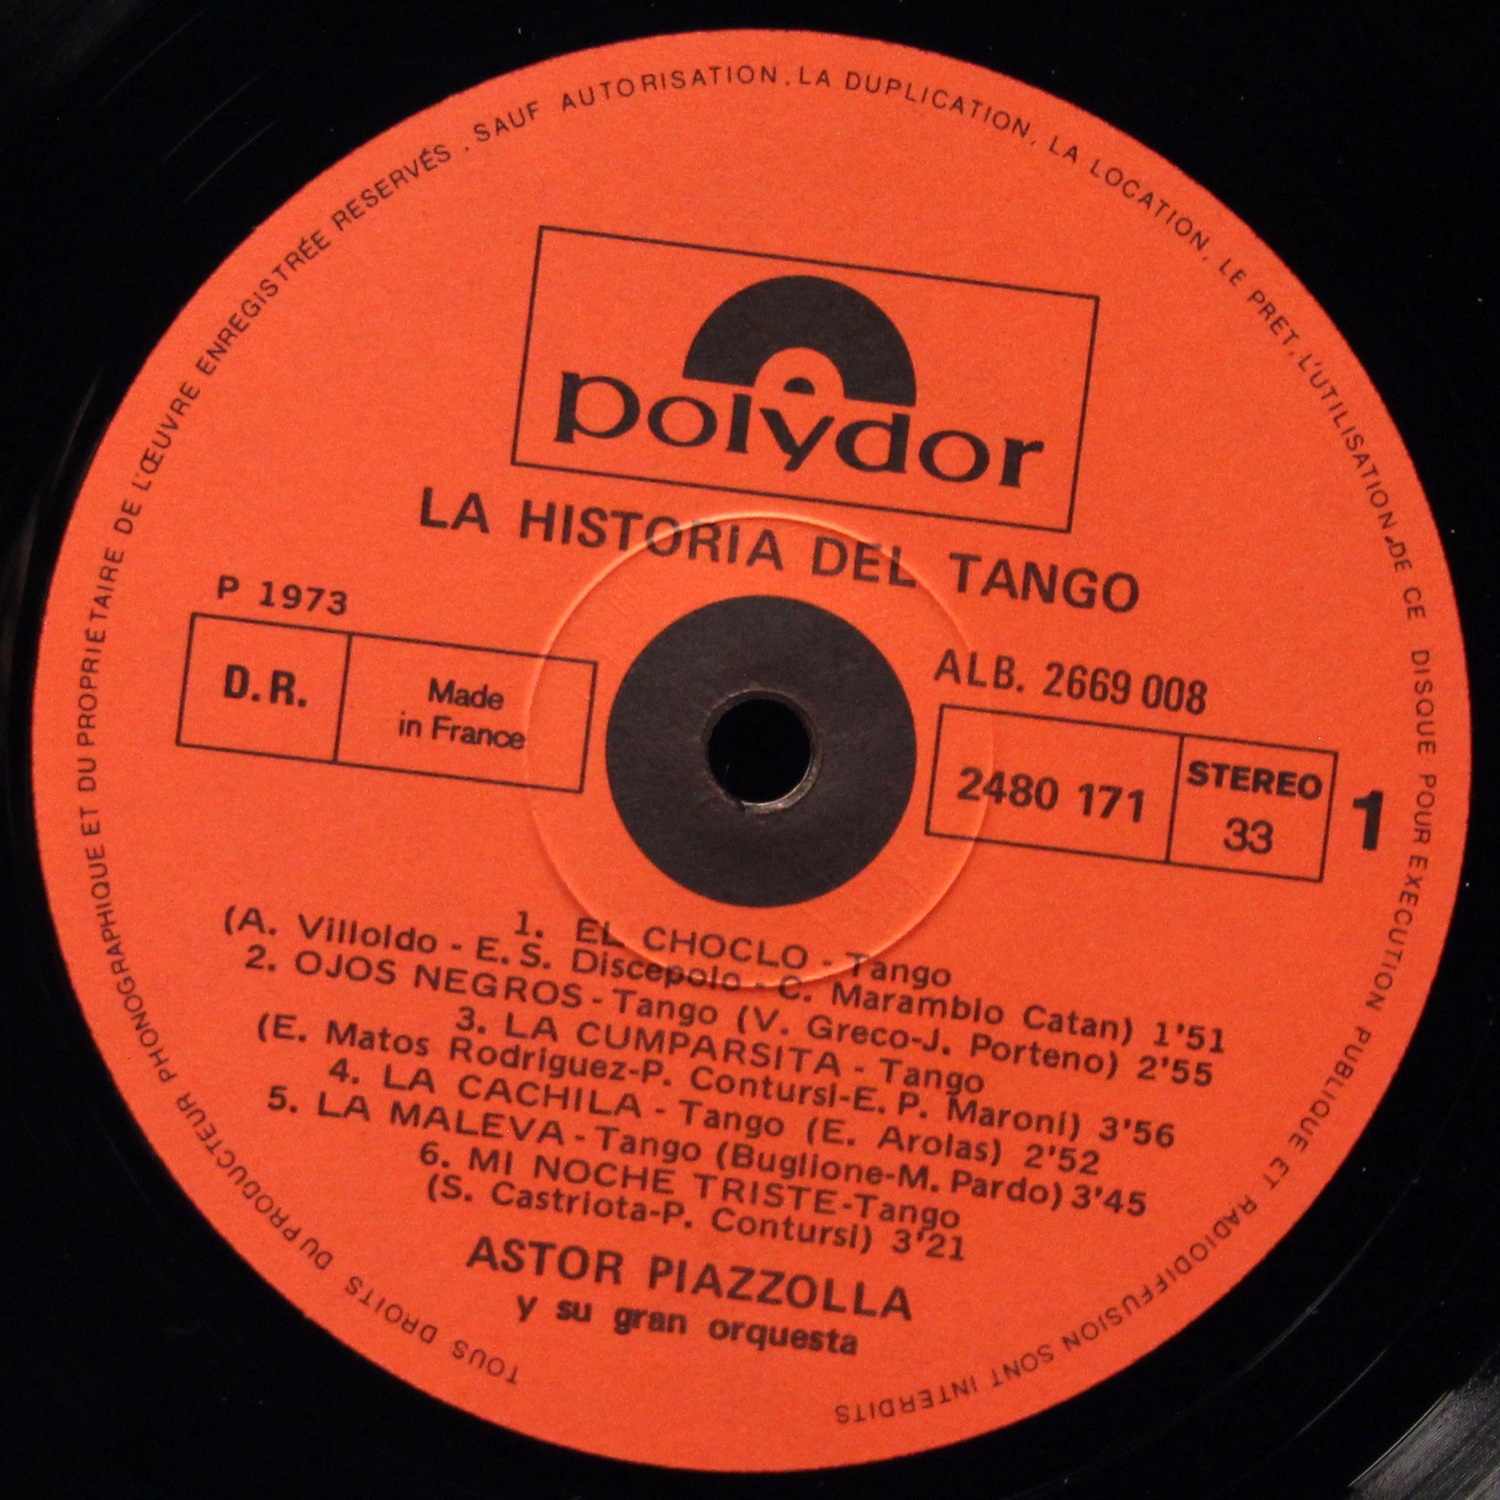 TOUS DROITS DU PRODUCTEUR PHONOGRAPHIQUE ET DU PROPRIÉTAIRE DE L'ŒUVRE ENREGISTRÉE RESERVÉS . SAUF AUTORISATION . LA DUPLICATION, LA LOCATION, LE PRET, L'UTILISATION DE CE DISQUE POUR EXECUTION PUBLIQUE ET RADIODIFFUSION SONT INTERDITS
polydor
LA HISTORIA DEL TANGO
P 1973
D.R.
Made
in France
ALB. 2669 008
2480 171
STEREO
33
1
1. EL CHOCLO - Tango
(A. Villoldo - E. S. Discepolo - C. Marambio Catan) 1'51
2. OJOS NEGROS - Tango (V. Greco-J. Porteno) 2'55
3. LA CUMPARSITA - Tango
(E. Matos Rodriguez-P. Contursi-E. P. Maroni) 3'56
4. LA CACHILA - Tango (E. Arolas) 2'52
5. LA MALEVA - Tango (Buglione-M. Pardo) 3'45
6. MI NOCHE TRISTE-Tango
(S. Castriota-P. Contursi) 3'21
ASTOR PIAZZOLLA
y su gran orquesta